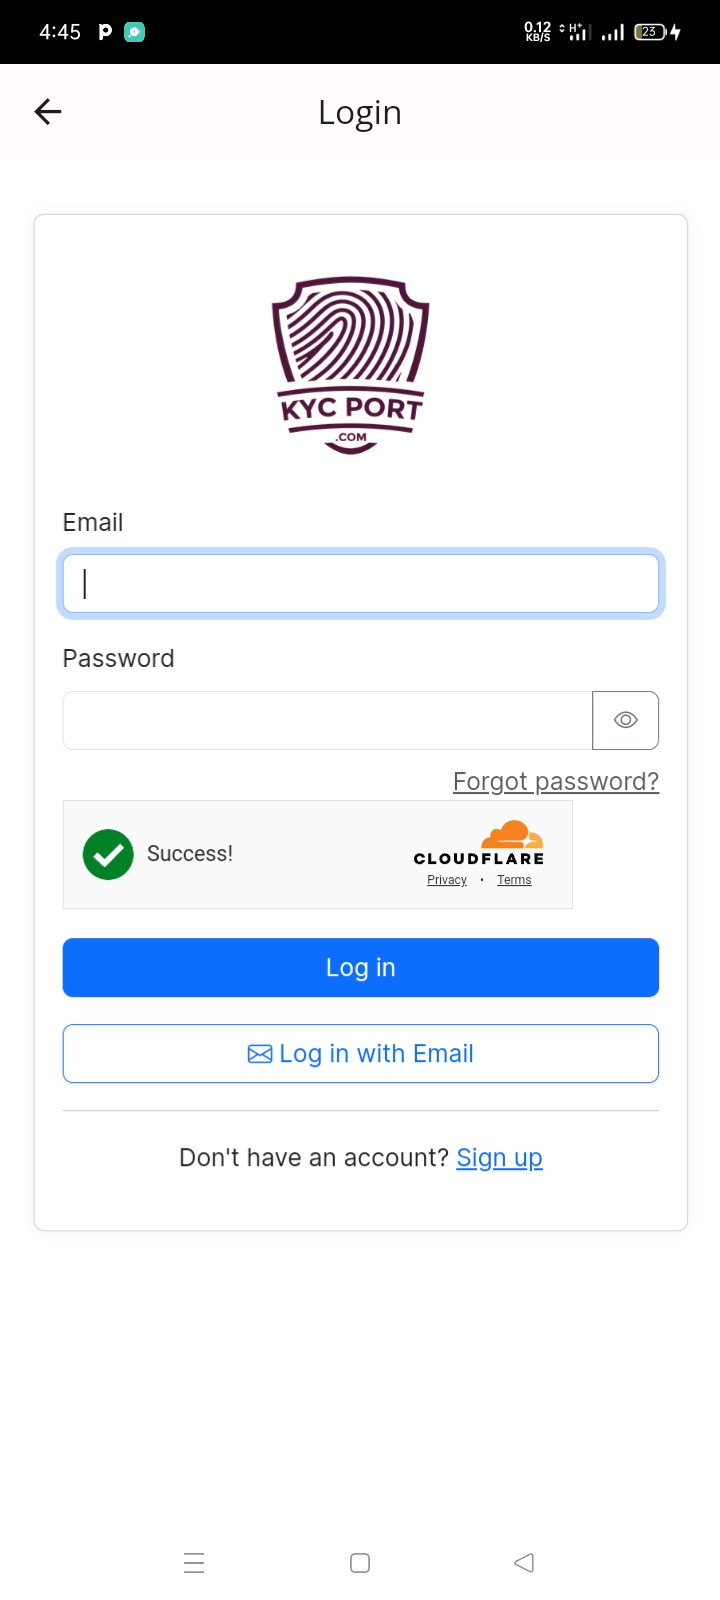 4:45
0.12
KB/S
H+
23
Login
KYC PORT
.COM
Email
Password
Forgot password?
Success!
CLOUDFLARE
Privacy • Terms
Log in
Log in with Email
Don't have an account? Sign up